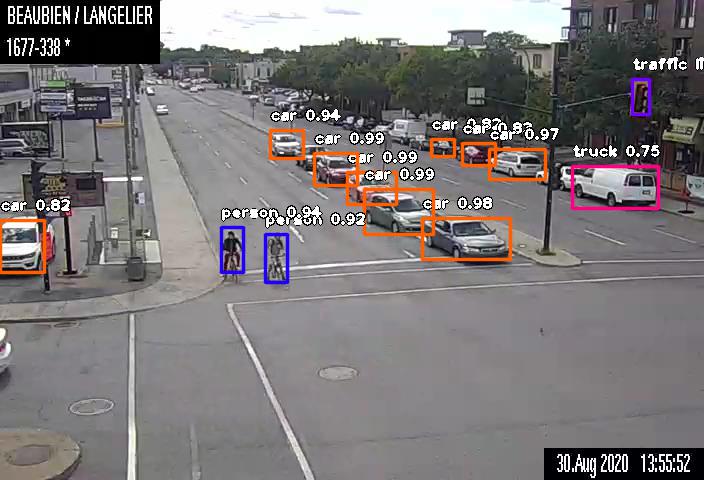 BEAUBIEN / LANGELIER
1677-338 *
traffic
car 0.94
car 0.82
car 0.97
car 0.99
car 0.99
truck 0.75
car 0.99
car 0.82
person 0.94
car 0.98
person 0.92
30.Aug 2020 13:55:52